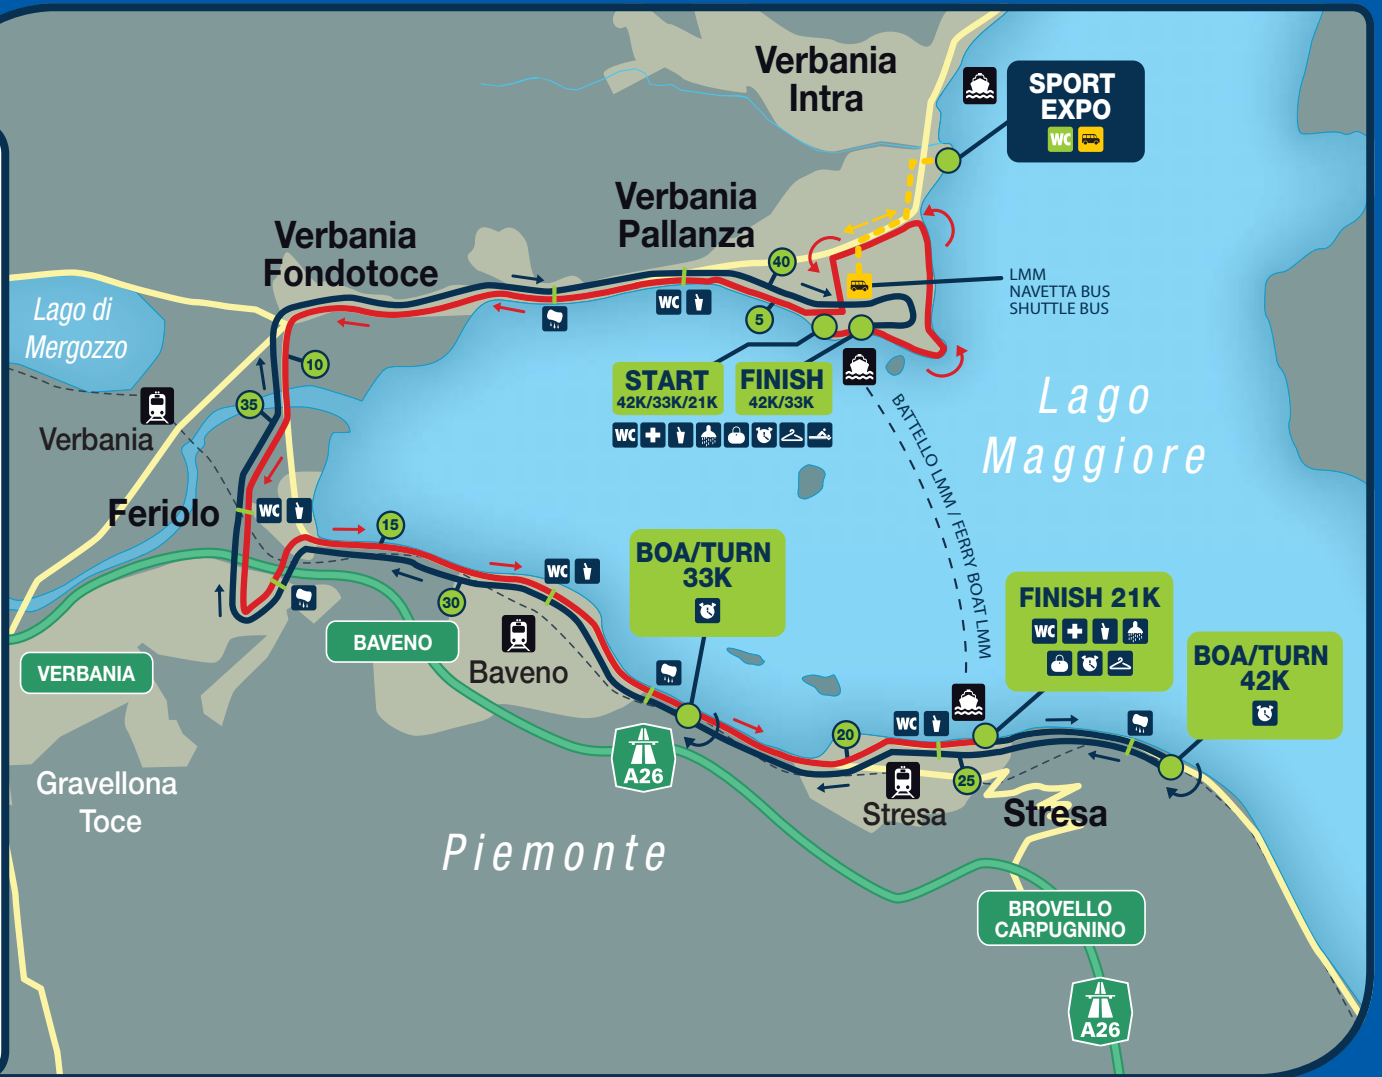 Verbania
Intra
SPORT
EXPO
WC
Verbania
Pallanza
Verbania
Fondotoce
40
LMM
NAVETTA BUS
SHUTTLE BUS
Lago di
Mergozzo
WC
5
10
START
42K/33K/21K
FINISH
42K/33K
WC
35
Verbania
BATTELLO LMM / FERRY BOAT LMM
Lago
Maggiore
Feriolo
WC
15
30
WC
BOA/TURN
33K
FINISH 21K
WC
BAVENO
Baveno
VERBANIA
BOA/TURN
42K
20
WC
25
A26
Stresa
Stresa
Gravellona
Toce
Piemonte
BROVELLO
CARPUGNINO
A26